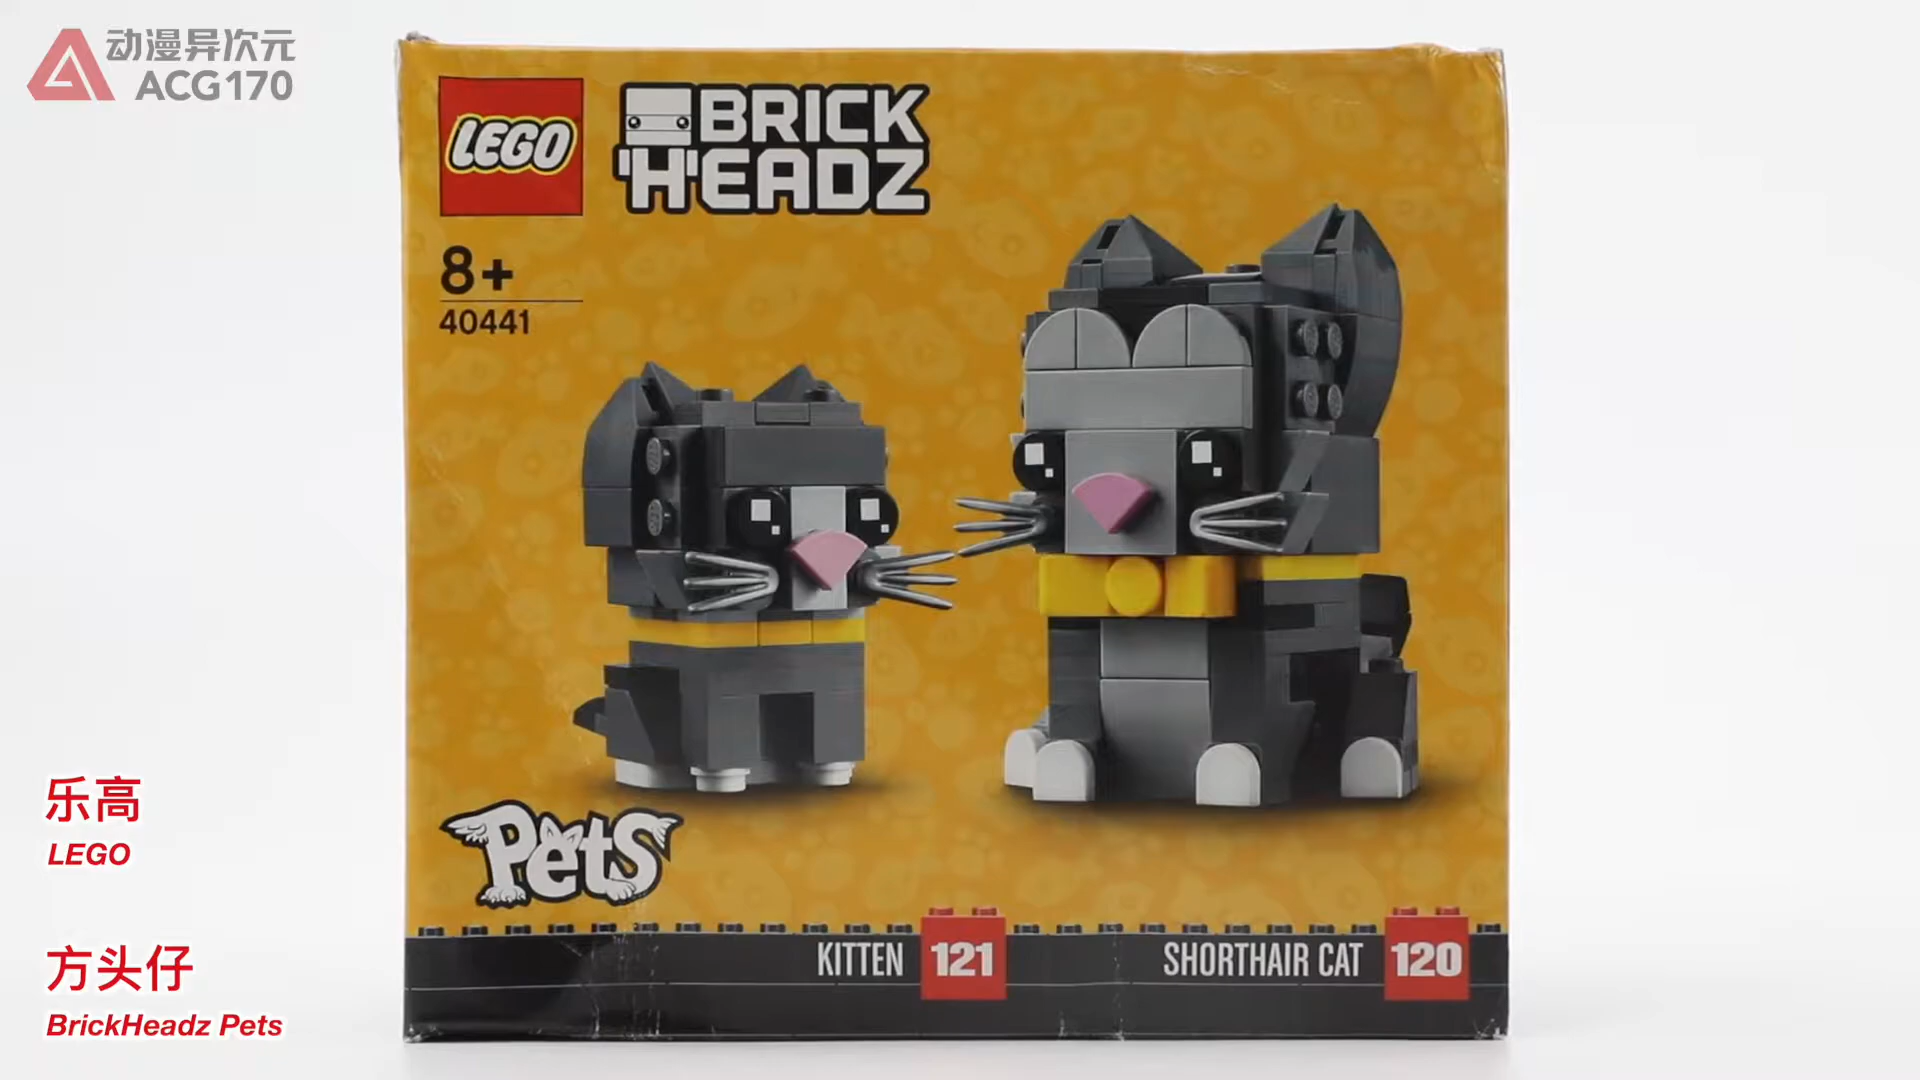 动漫异次元
ACG170
LEGO
BRICK
'H'EADZ
8+
40441
Pets
KITTEN 121
SHORTHAIR CAT 120
乐高
LEGO
方头仔
BrickHeadz Pets